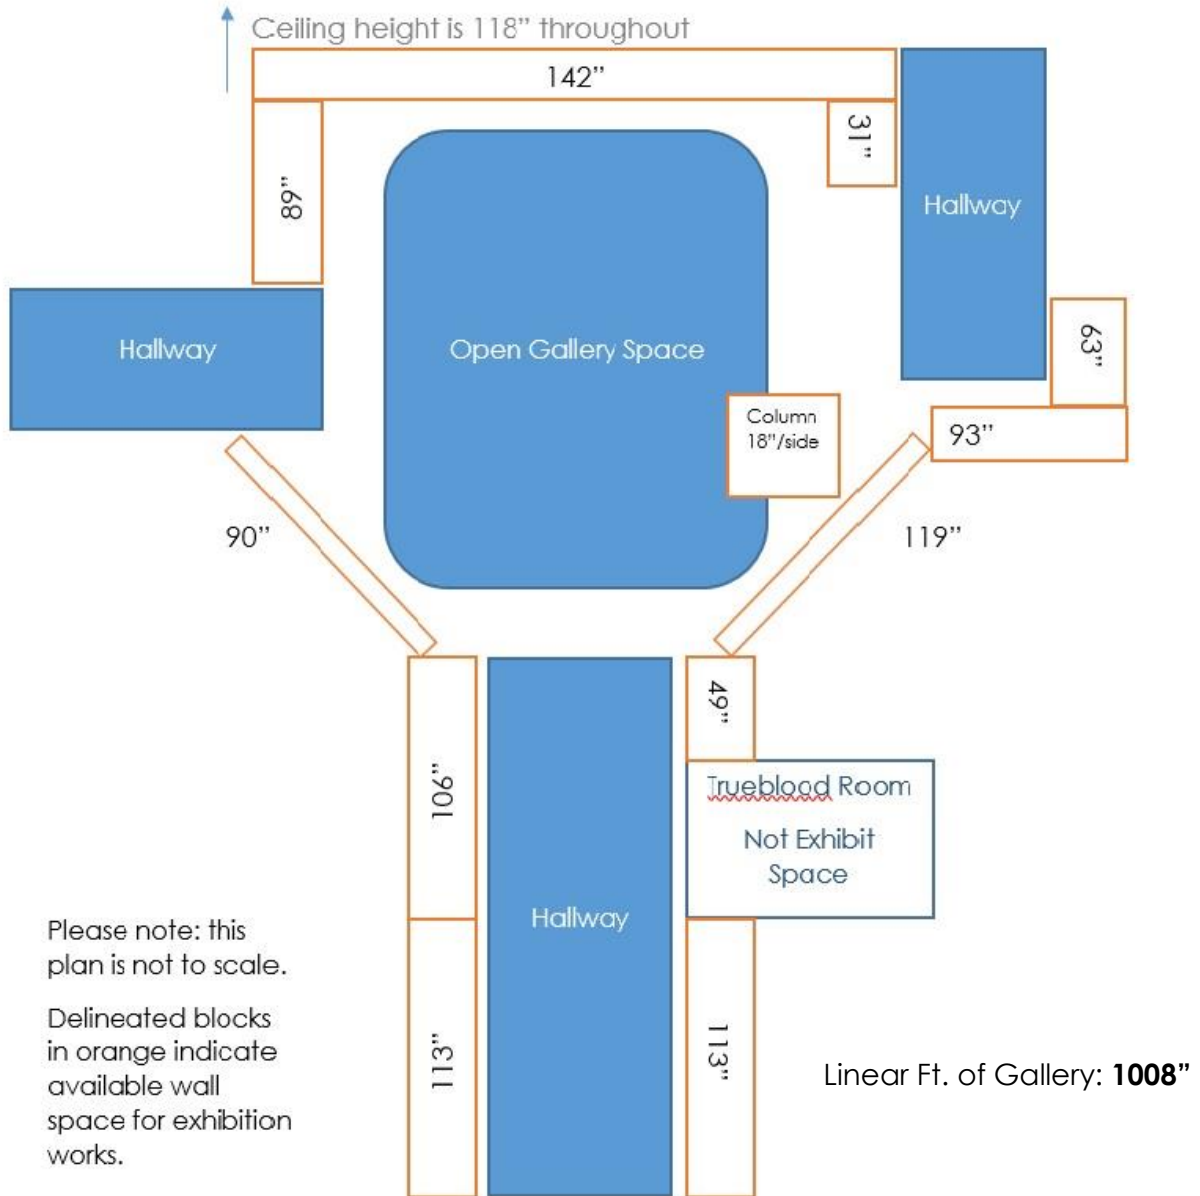 Ceiling height is 118” throughout
142”
89”
31”
Hallway
Hallway
Open Gallery Space
63”
Column
18”/side
93”
90”
119”
106”
49”
Trueblood Room
Not Exhibit
Space
Hallway
Please note: this
plan is not to scale.
Delineated blocks
in orange indicate
available wall
space for exhibition
works.
113”
113”
Linear Ft. of Gallery: 1008”